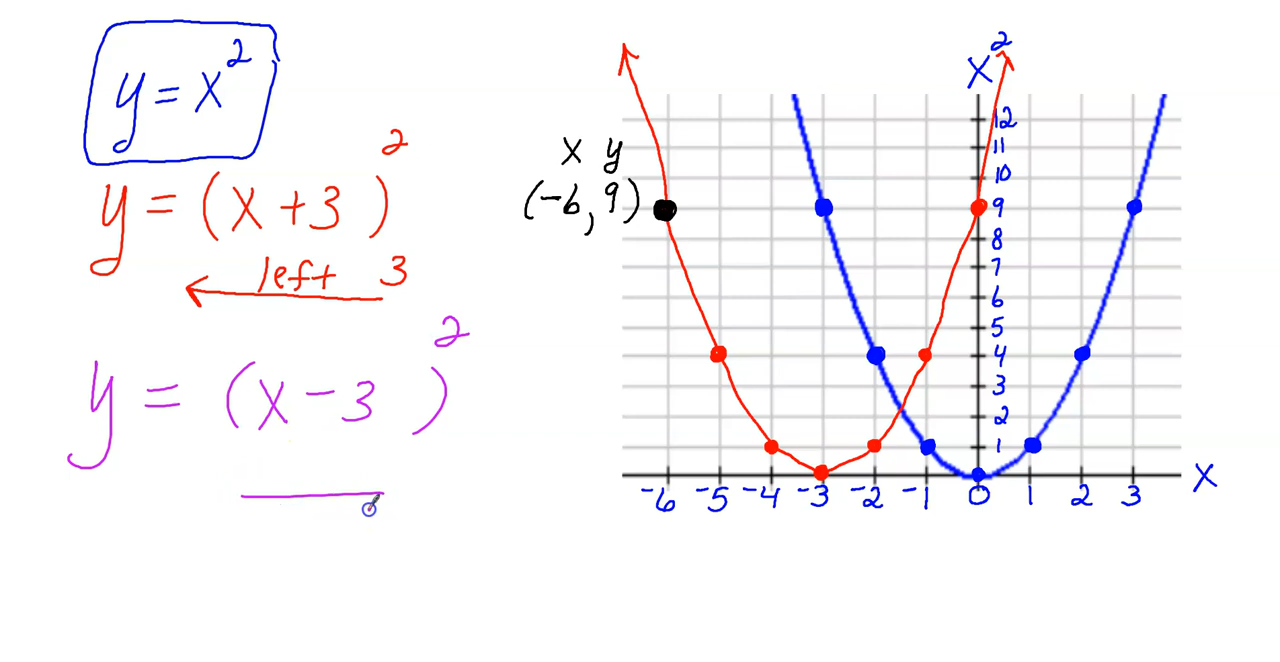 y = x²
y = (x + 3)²
left 3
y = (x - 3)²
x²
x y
(-6, 9)
12
11
10
9
8
7
6
5
4
3
2
1
-6 -5 -4 -3 -2 -1 0 1 2 3 x